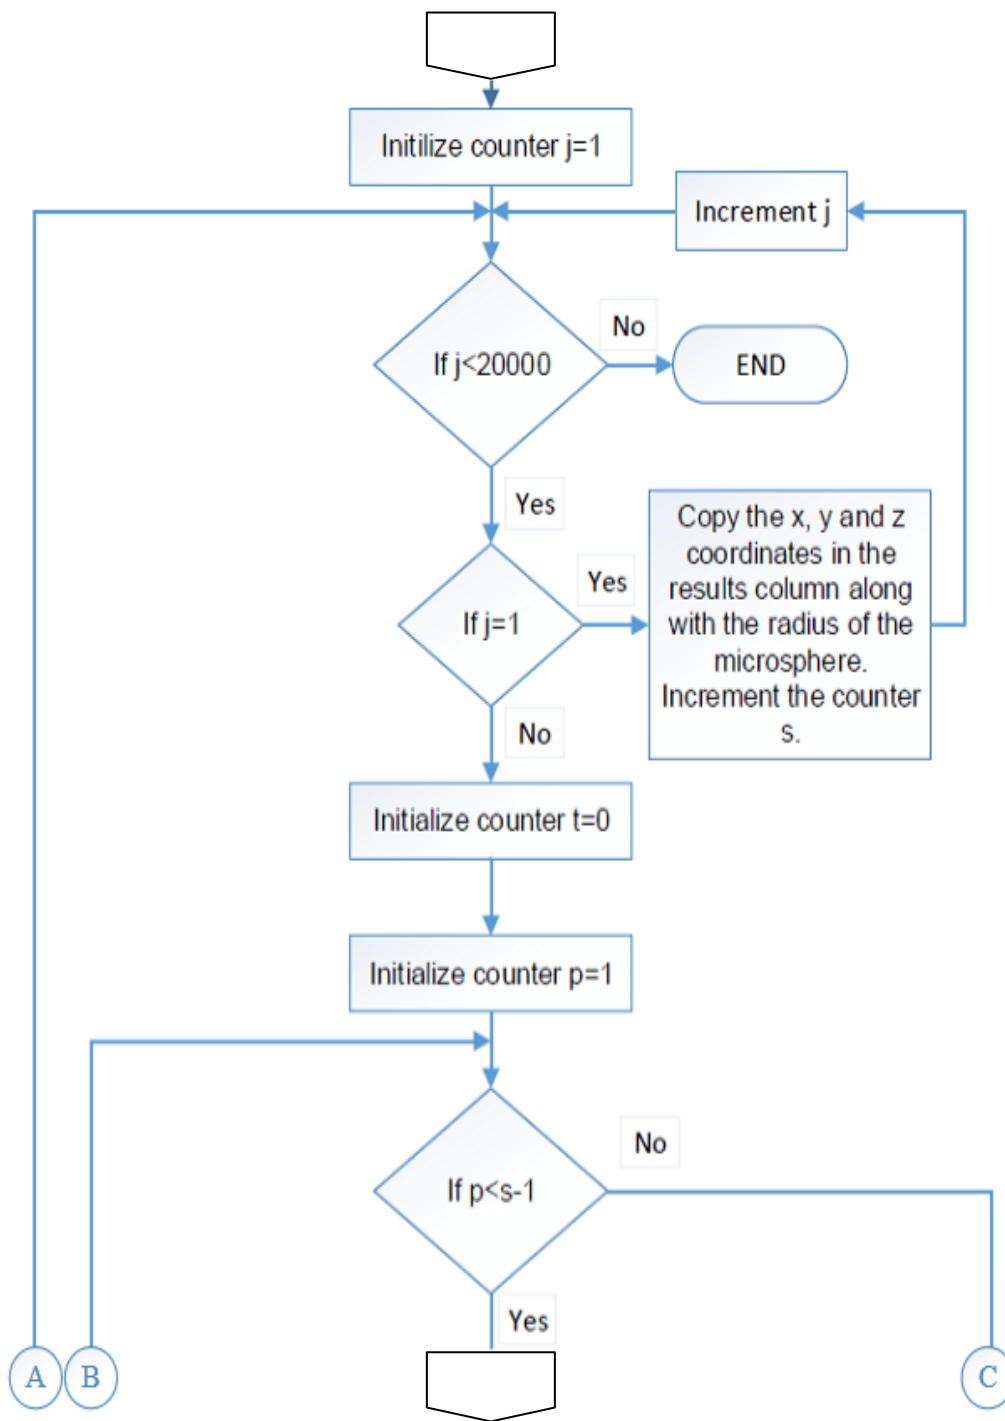 Initilize counter j=1
Increment j
No
If j<20000
END
Yes
Copy the x, y and z
coordinates in the
results column along
with the radius of the
microsphere.
Increment the counter
s.
Yes
If j=1
No
Initialize counter t=0
Initialize counter p=1
No
If p<s-1
Yes
A
B
C